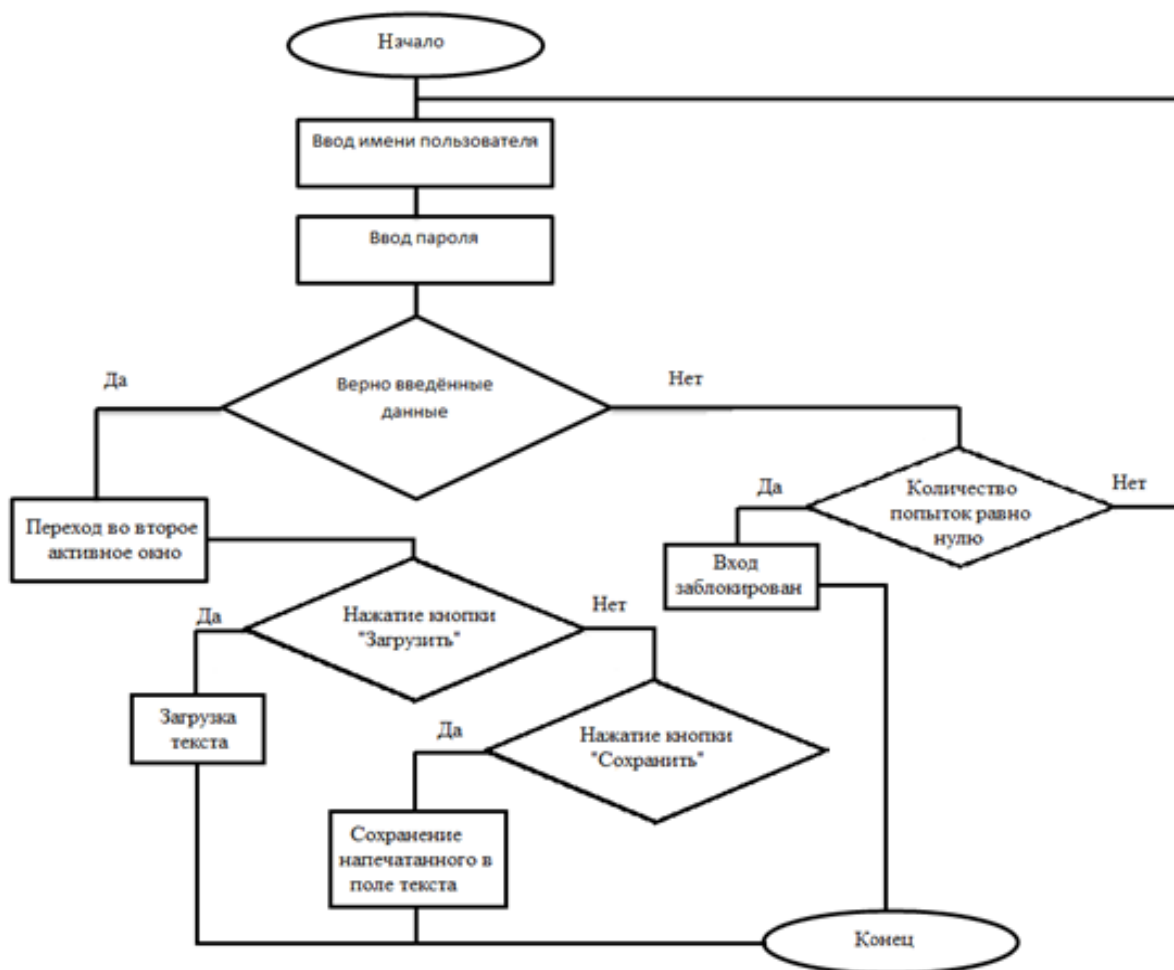 Начало
Ввод имени пользователя
Ввод пароля
Да
Верно введённые
данные
Нет
Да
Количество
попыток равно
нулю
Нет
Переход во второе
активное окно
Вход
заблокирован
Да
Нажатие кнопки
"Загрузить"
Нет
Загрузка
текста
Да
Нажатие кнопки
"Сохранить"
Сохранение
напечатанного в
поле текста
Конец